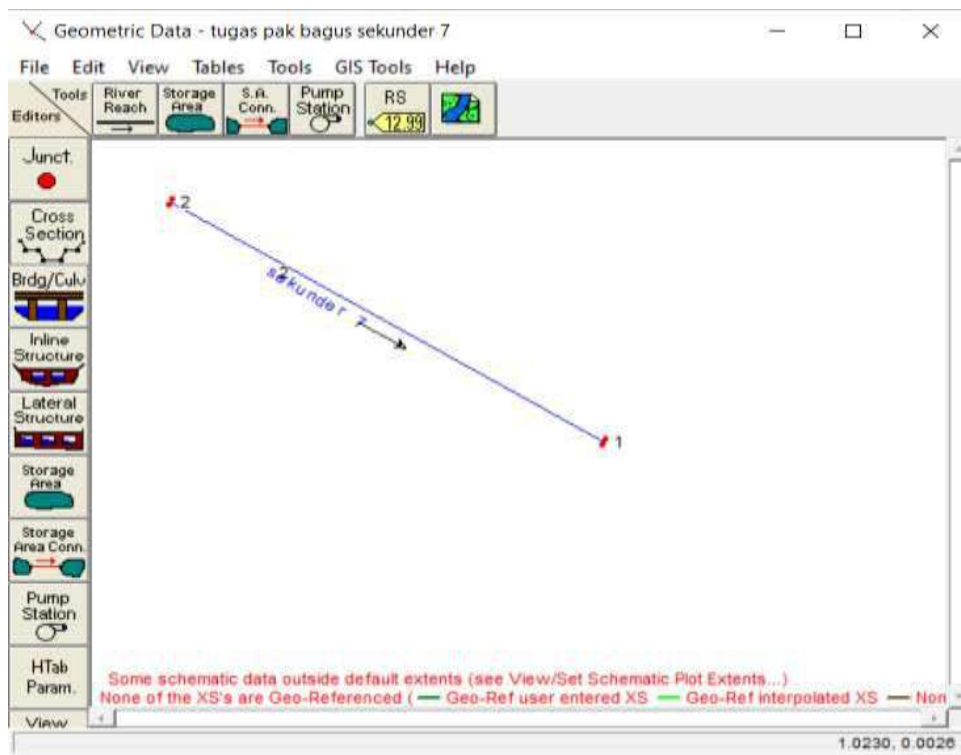 Geometric Data - tugas pak bagus sekunder 7
File Edit View Tables Tools GIS Tools Help
Tools
Editors
River Reach
Storage Area
S.A. Conn.
Pump Station
RS
12.99
Junct.
Cross Section
Brdg/Culv
Inline Structure
Lateral Structure
Storage Area
Storage Area Conn.
Pump Station
HTab Param.
View
2
2
sekunder 7
1
Some schematic data outside default extents (see View/Set Schematic Plot Extents...)
None of the XS's are Geo-Referenced ( Geo-Ref user entered XS Geo-Ref interpolated XS Non
1.0230, 0.0026